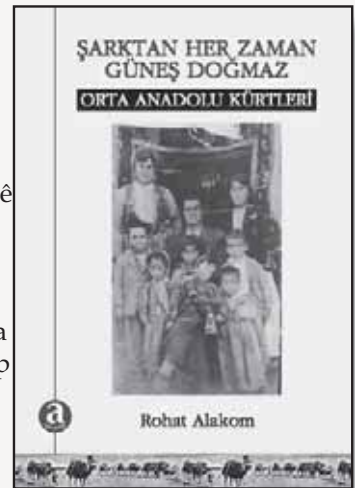 ŞARKTAN HER ZAMAN
GÜNEŞ DOĞMAZ
ORTA ANADOLU KÜRTLERİ
ê
a
p
a
Rohat Alakom